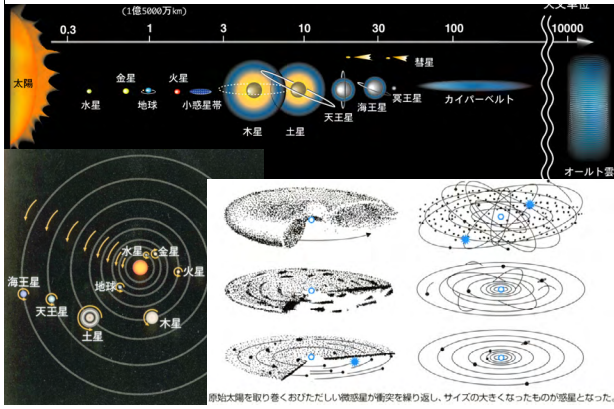 天文単位
(1億5000万km)
0.3 1 3 10 30 100 10000
太陽
彗星
水星 金星 地球 火星 小惑星帯 木星 土星 天王星 海王星 冥王星 カイパーベルト
オールト雲
水星 金星
火星
地球
海王星
天王星
土星
木星
原始太陽を取り巻くおびただしい微惑星が衝突を繰り返し、サイズの大きくなったものが惑星となった。